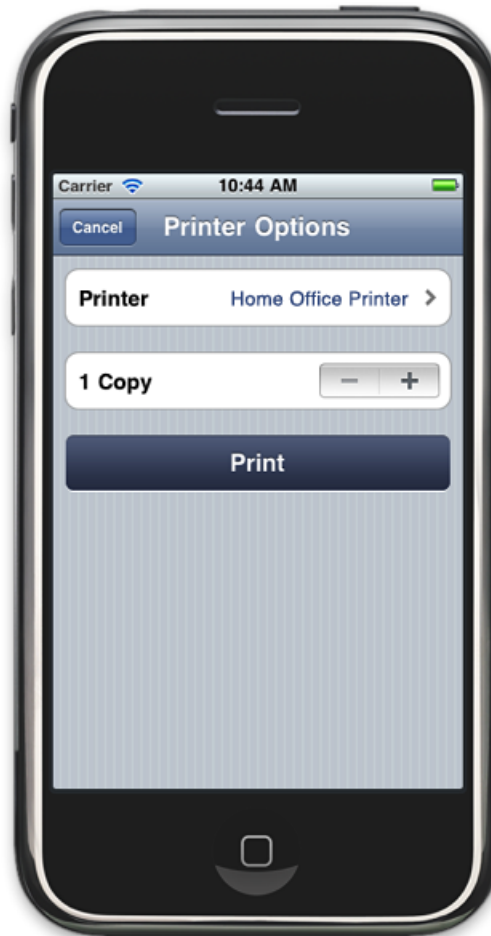 Carrier 10:44 AM
Cancel Printer Options
Printer Home Office Printer
1 Copy − +
Print